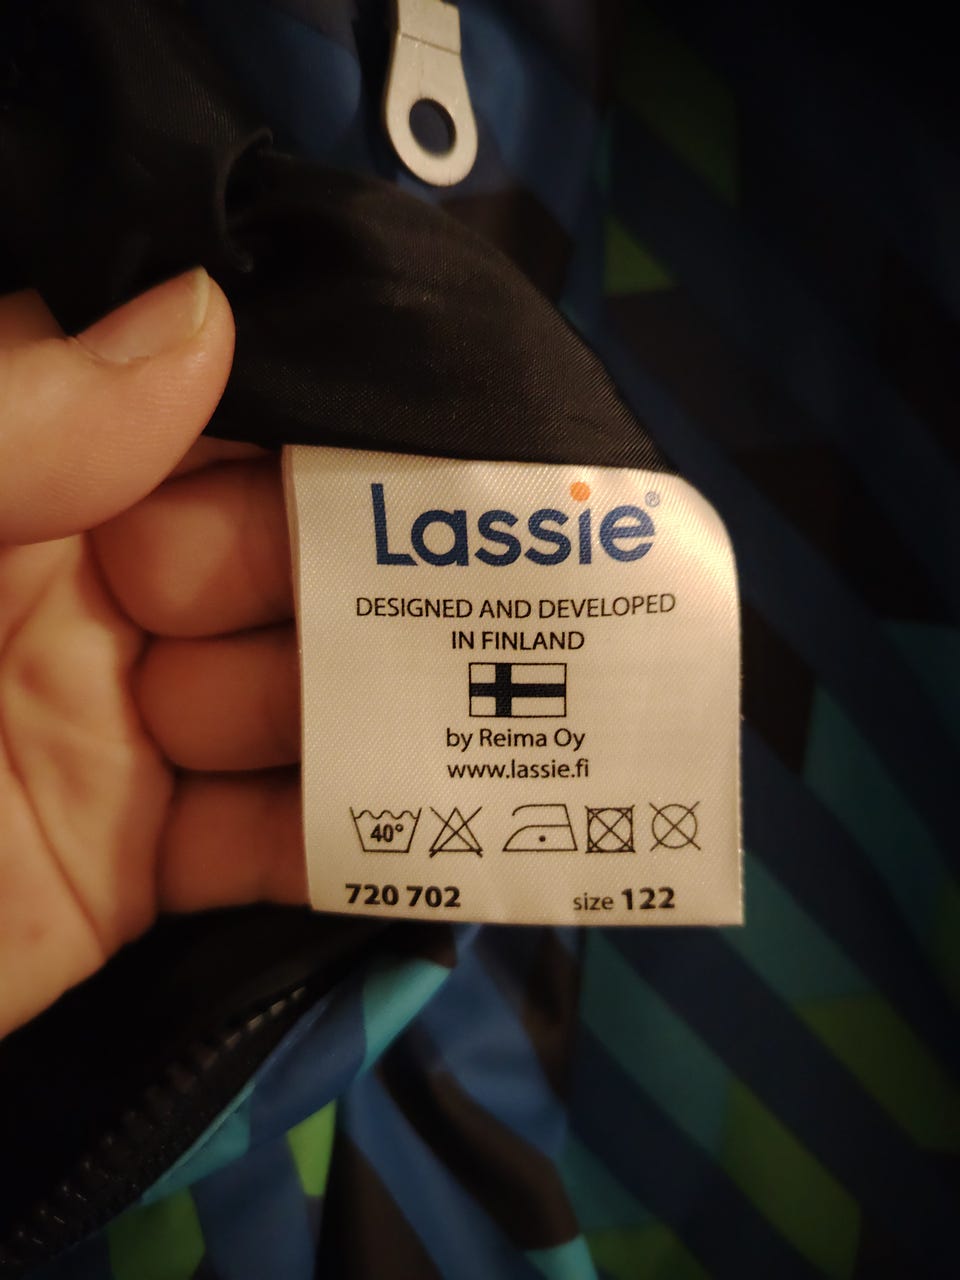 Lassie®
DESIGNED AND DEVELOPED
IN FINLAND
by Reima Oy
www.lassie.fi
40°
720 702 size 122